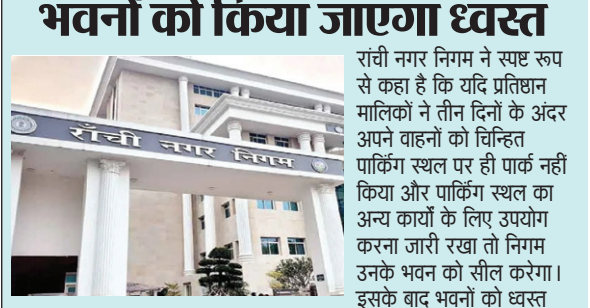 भवनों को किया जाएगा ध्वस्त
राँची नगर निगम
रांची नगर निगम ने स्पष्ट रूप
से कहा है कि यदि प्रतिष्ठान
मालिकों ने तीन दिनों के अंदर
अपने वाहनों को चिन्हित
पार्किंग स्थल पर ही पार्क नहीं
किया और पार्किंग स्थल का
अन्य कार्यों के लिए उपयोग
करना जारी रखा तो निगम
उनके भवन को सील करेगा।
इसके बाद भवनों को ध्वस्त